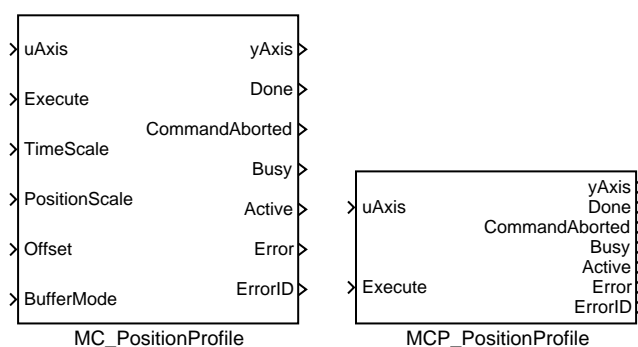 uAxis
Execute
TimeScale
PositionScale
Offset
BufferMode
yAxis
Done
CommandAborted
Busy
Active
Error
ErrorID
MC_PositionProfile
uAxis
Execute
yAxis
Done
CommandAborted
Busy
Active
Error
ErrorID
MCP_PositionProfile